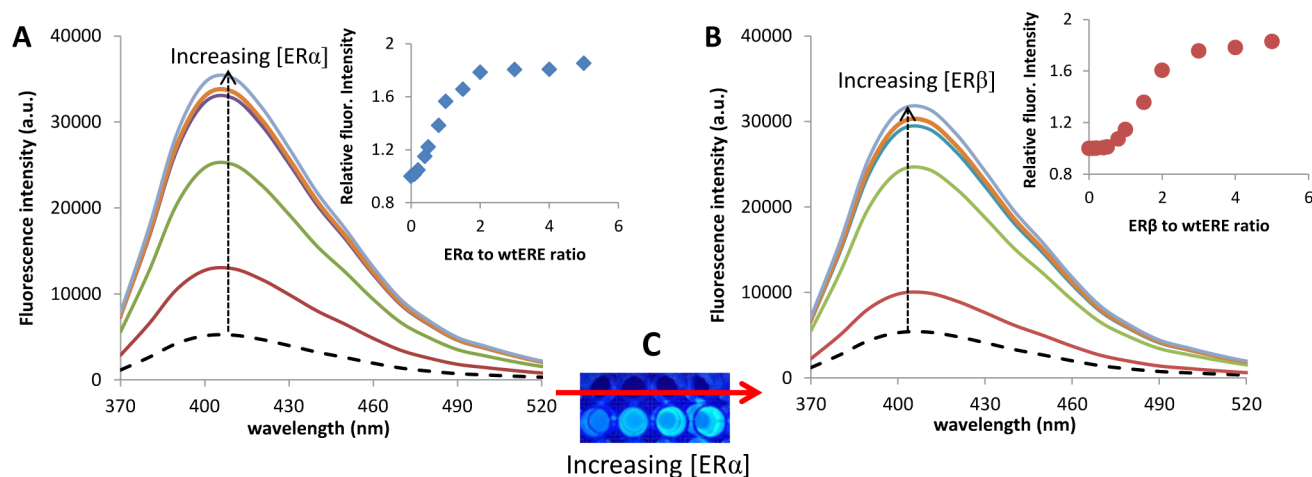 A
Fluorescence intensity (a.u.)
40000
30000
20000
10000
0
Increasing [ERα]
370 400 430 460 490 520
wavelength (nm)
Relative fluor. Intensity
2
1.6
1.2
0.8
0 2 4 6
ERα to wtERE ratio
C
Increasing [ERα]
B
Fluorescence intensity (a.u.)
40000
30000
20000
10000
0
Increasing [ERβ]
370 400 430 460 490 520
wavelength (nm)
Relative fluor. Intensity
2
1.6
1.2
0.8
0 2 4 6
ERβ to wtERE ratio